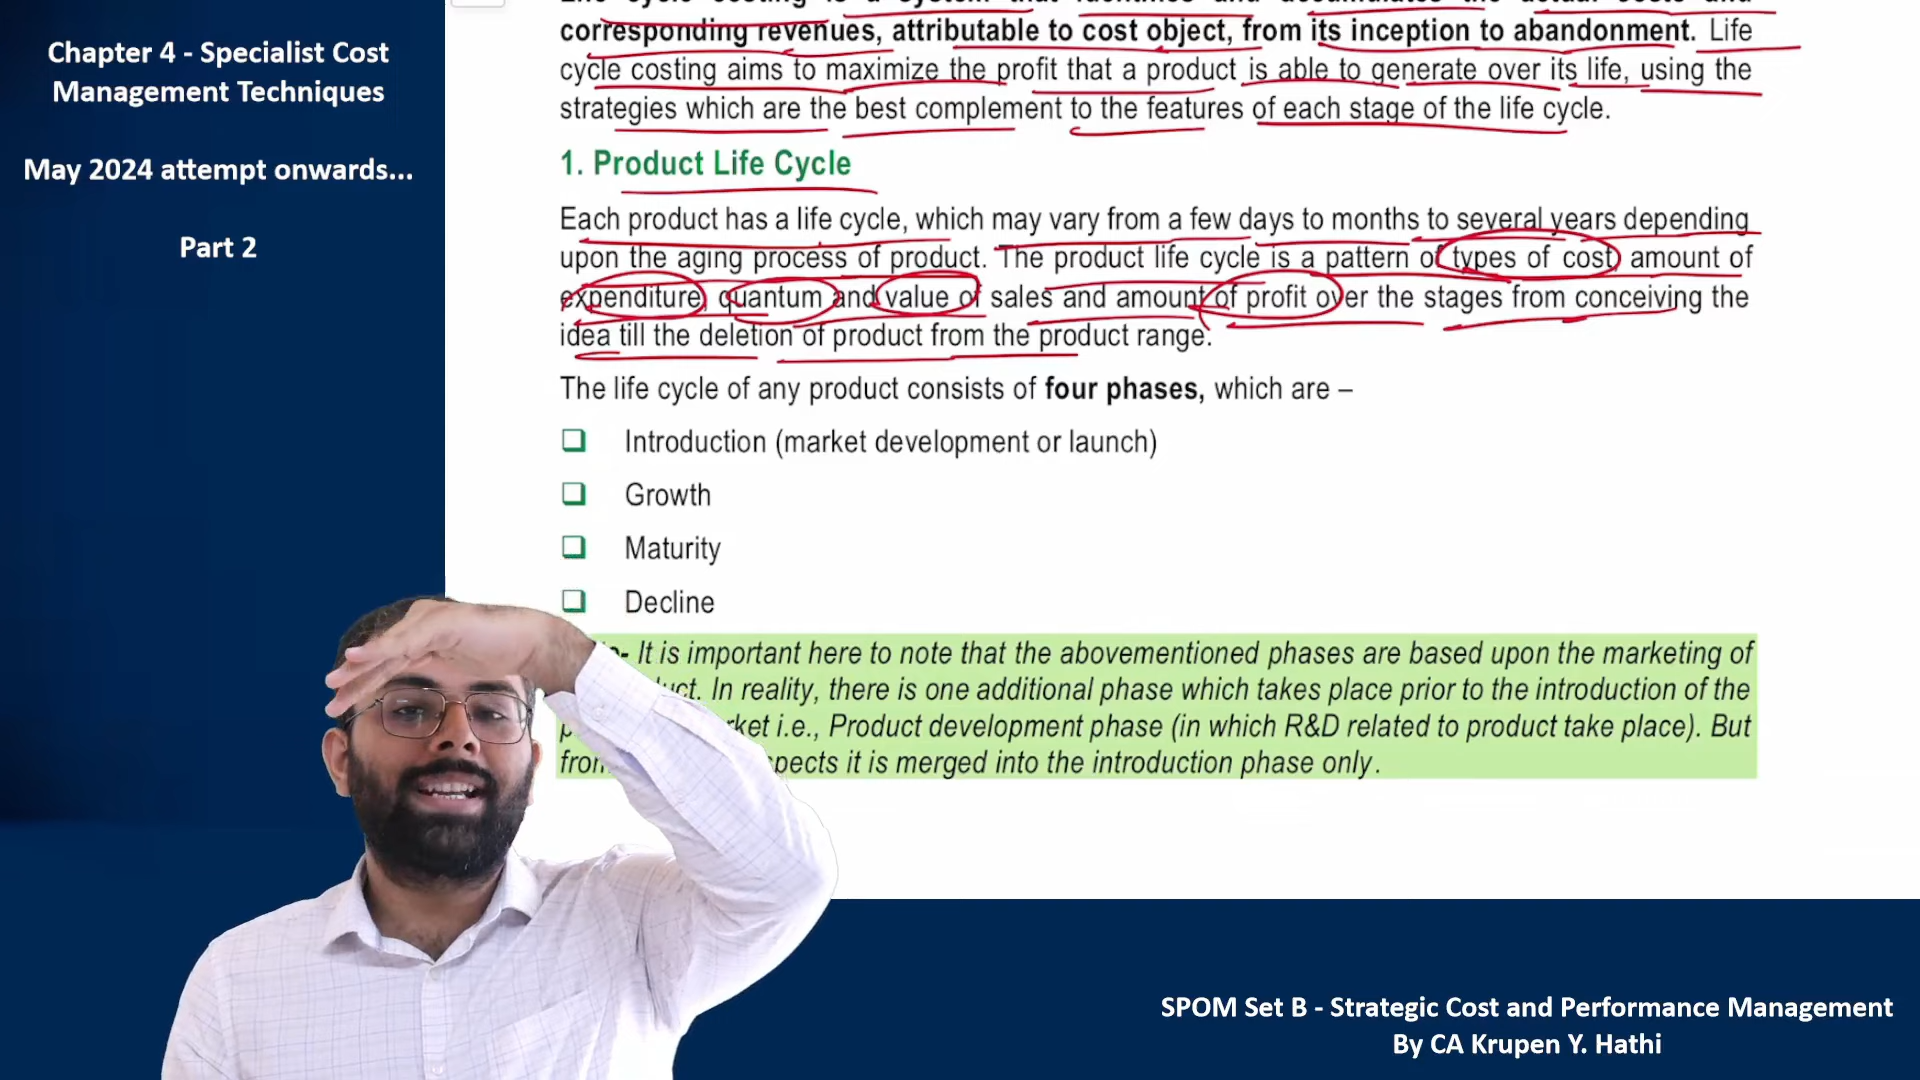 Chapter 4 - Specialist Cost
Management Techniques
May 2024 attempt onwards...
Part 2
corresponding revenues, attributable to cost object, from its inception to abandonment. Life
cycle costing aims to maximize the profit that a product is able to generate over its life, using the
strategies which are the best complement to the features of each stage of the life cycle.
1. Product Life Cycle
Each product has a life cycle, which may vary from a few days to months to several years depending
upon the aging process of product. The product life cycle is a pattern of types of cost, amount of
expenditure, quantum and value of sales and amount of profit over the stages from conceiving the
idea till the deletion of product from the product range.
The life cycle of any product consists of four phases, which are –
❑ Introduction (market development or launch)
❑ Growth
❑ Maturity
❑ Decline
It is important here to note that the abovementioned phases are based upon the marketing of
In reality, there is one additional phase which takes place prior to the introduction of the
i.e., Product development phase (in which R&D related to product take place). But
it is merged into the introduction phase only.
SPOM Set B - Strategic Cost and Performance Management
By CA Krupen Y. Hathi